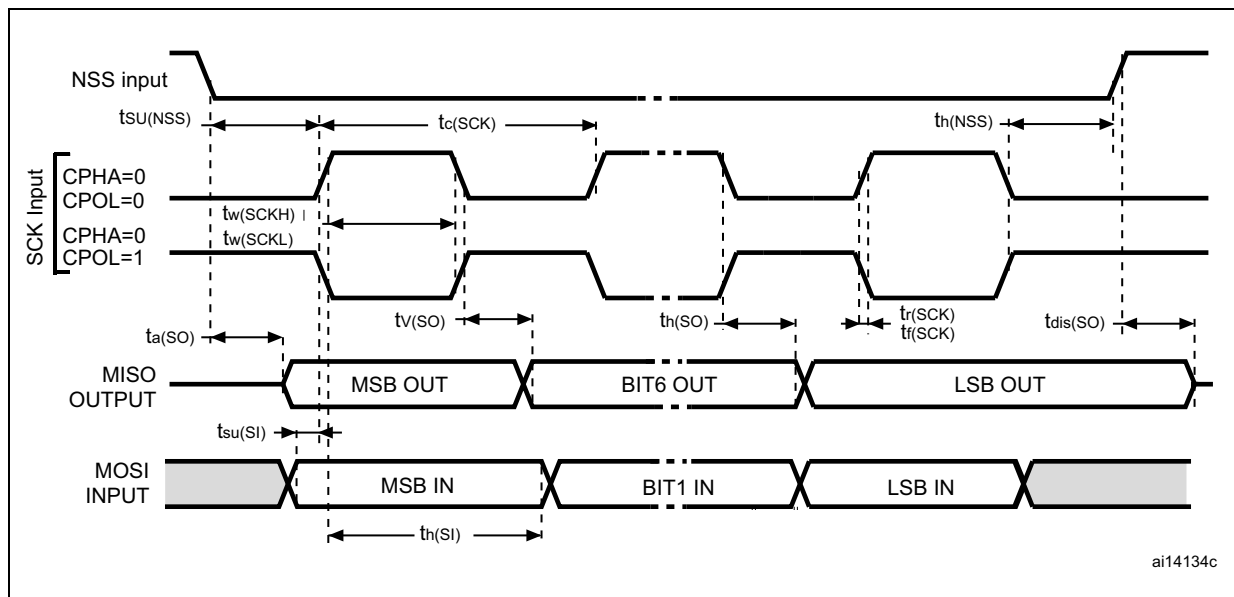 NSS input
tSU(NSS)
tc(SCK)
th(NSS)
SCK Input
CPHA=0
CPOL=0
tw(SCKH)
CPHA=0
CPOL=1
tw(SCKL)
tV(SO)
th(SO)
tr(SCK)
tf(SCK)
ta(SO)
tdis(SO)
MISO
OUTPUT
MSB OUT
BIT6 OUT
LSB OUT
tsu(SI)
MOSI
INPUT
MSB IN
BIT1 IN
LSB IN
th(SI)
ai14134c